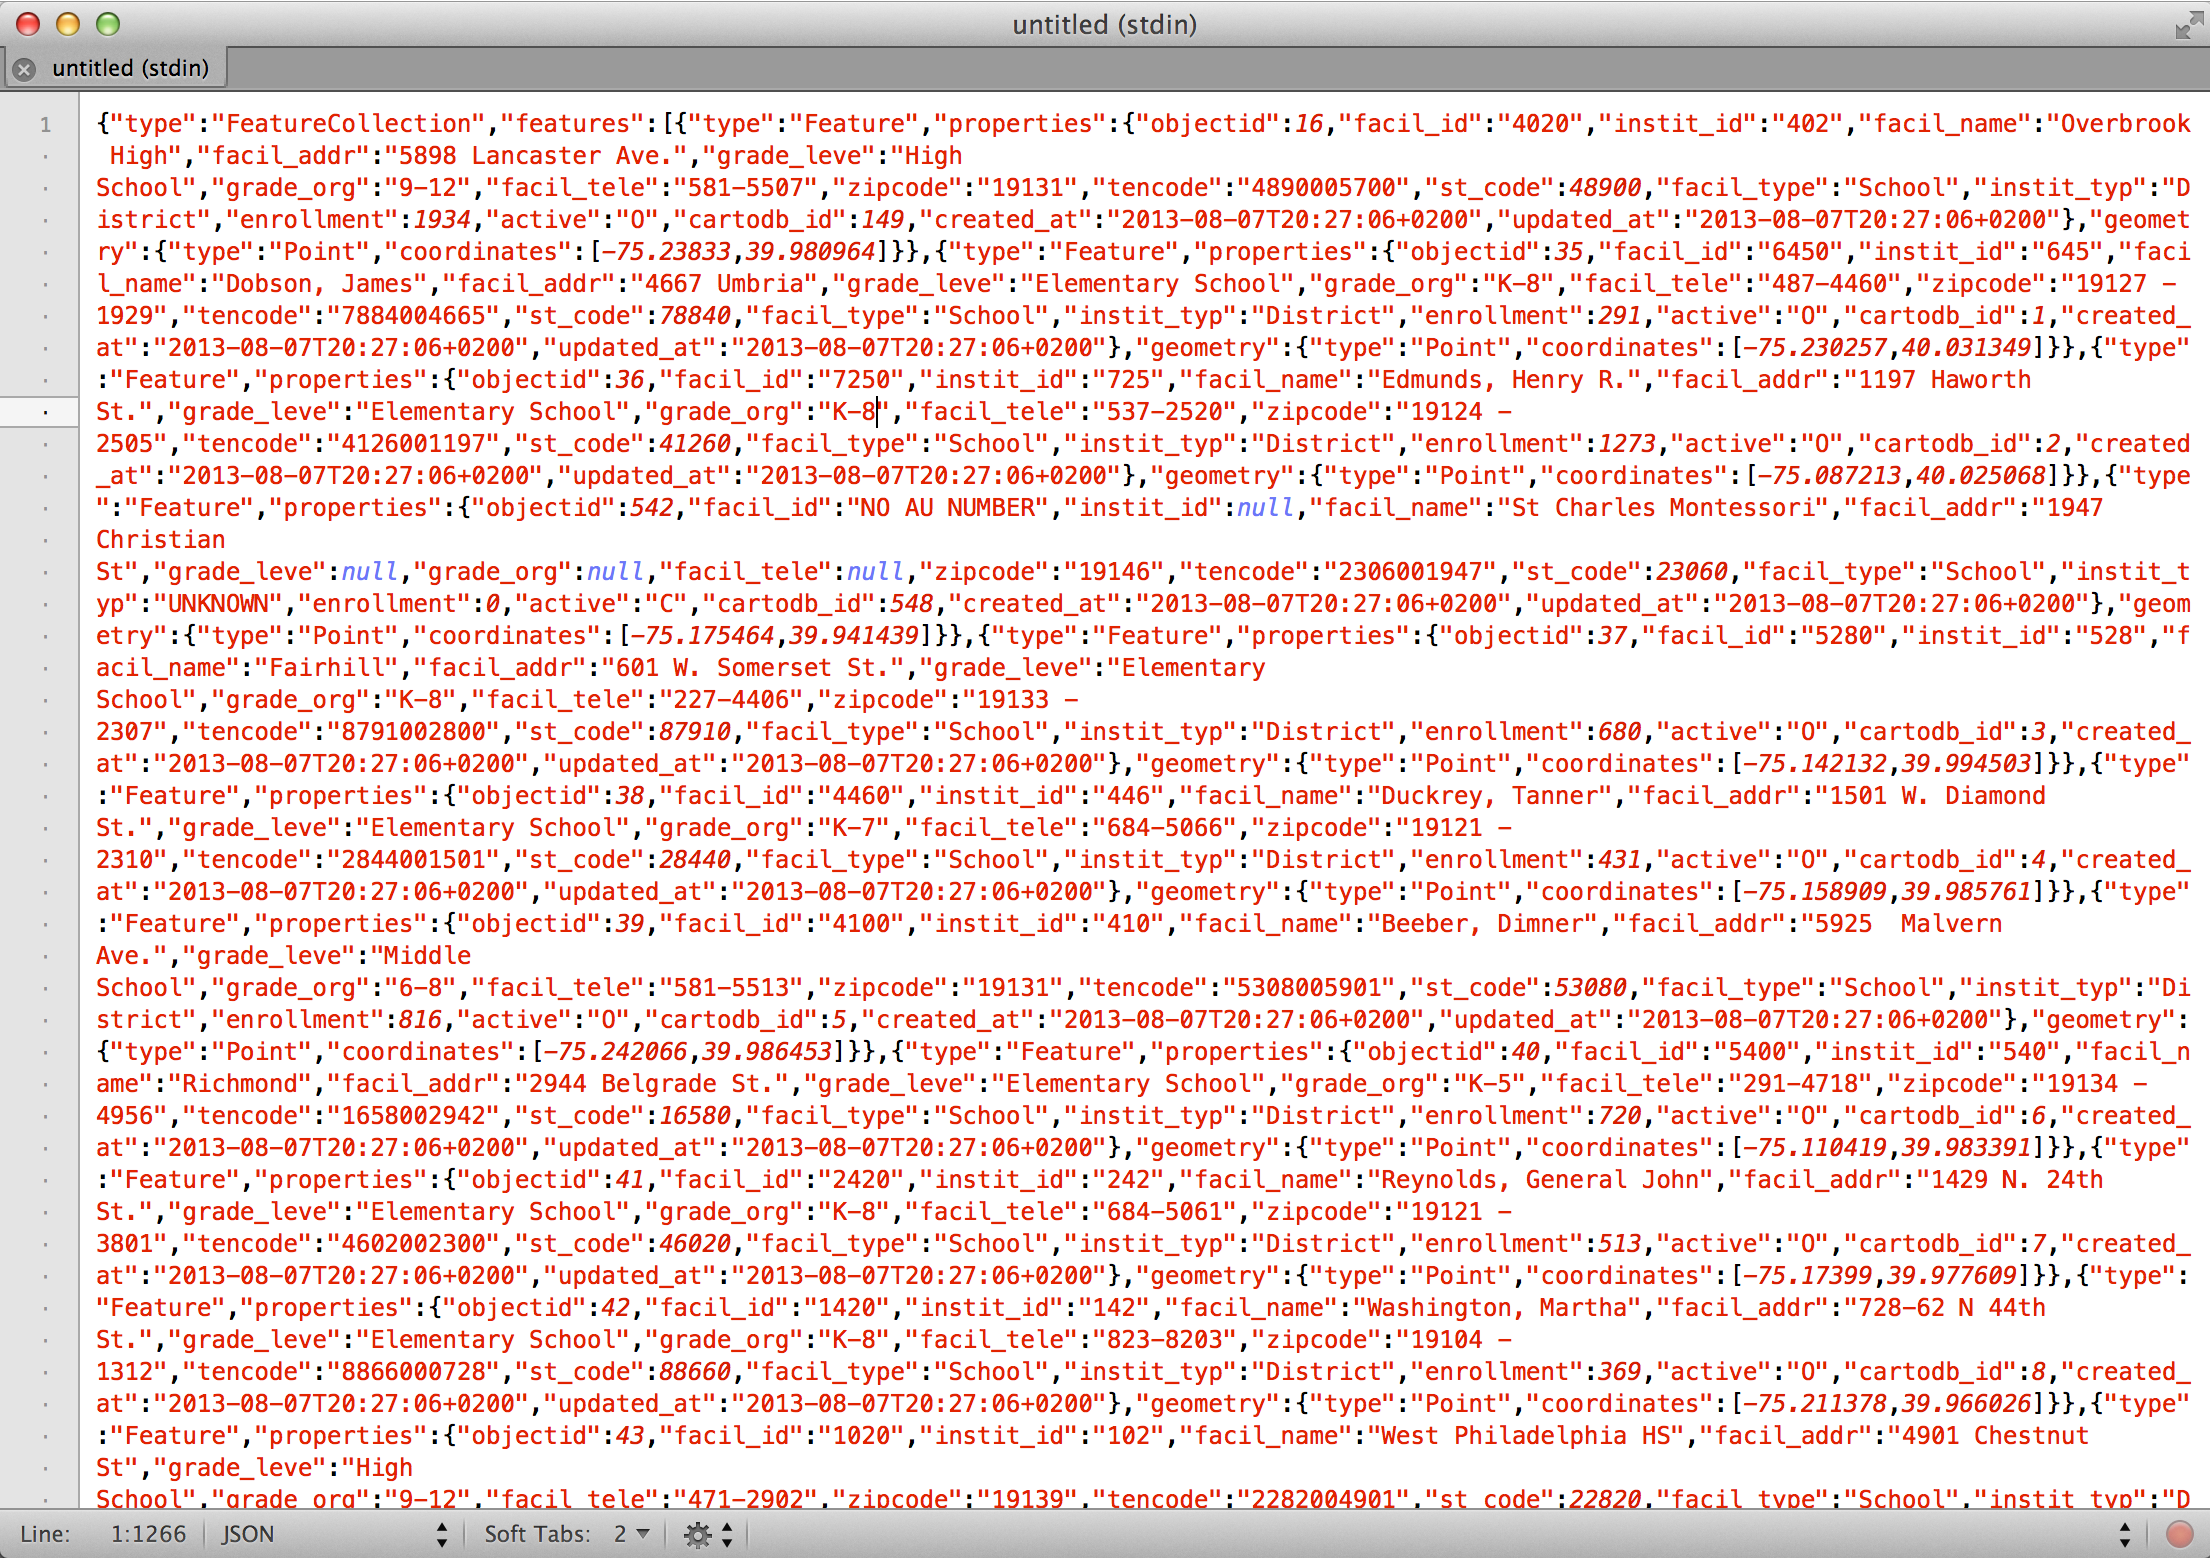 untitled (stdin)
untitled (stdin)
1 {"type":"FeatureCollection","features":[{"type":"Feature","properties":{"objectid":16,"facil_id":"4020","instit_id":"402","facil_name":"Overbrook
High","facil_addr":"5898 Lancaster Ave.","grade_leve":"High
School","grade_org":"9-12","facil_tele":"581-5507","zipcode":"19131","tencode":"4890005700","st_code":48900,"facil_type":"School","instit_typ":"D
istrict","enrollment":1934,"active":"O","cartodb_id":149,"created_at":"2013-08-07T20:27:06+0200","updated_at":"2013-08-07T20:27:06+0200"},"geomet
ry":{"type":"Point","coordinates":[-75.23833,39.980964]}},{"type":"Feature","properties":{"objectid":35,"facil_id":"6450","instit_id":"645","faci
l_name":"Dobson, James","facil_addr":"4667 Umbria","grade_leve":"Elementary School","grade_org":"K-8","facil_tele":"487-4460","zipcode":"19127 -
1929","tencode":"7884004665","st_code":78840,"facil_type":"School","instit_typ":"District","enrollment":291,"active":"O","cartodb_id":1,"created_
at":"2013-08-07T20:27:06+0200","updated_at":"2013-08-07T20:27:06+0200"},"geometry":{"type":"Point","coordinates":[-75.230257,40.031349]}},{"type"
:"Feature","properties":{"objectid":36,"facil_id":"7250","instit_id":"725","facil_name":"Edmunds, Henry R.","facil_addr":"1197 Haworth
St.","grade_leve":"Elementary School","grade_org":"K-8","facil_tele":"537-2520","zipcode":"19124 -
2505","tencode":"4126001197","st_code":41260,"facil_type":"School","instit_typ":"District","enrollment":1273,"active":"O","cartodb_id":2,"created
_at":"2013-08-07T20:27:06+0200","updated_at":"2013-08-07T20:27:06+0200"},"geometry":{"type":"Point","coordinates":[-75.087213,40.025068]}},{"type
":"Feature","properties":{"objectid":542,"facil_id":"NO AU NUMBER","instit_id":null,"facil_name":"St Charles Montessori","facil_addr":"1947
Christian
St","grade_leve":null,"grade_org":null,"facil_tele":null,"zipcode":"19146","tencode":"2306001947","st_code":23060,"facil_type":"School","instit_t
yp":"UNKNOWN","enrollment":0,"active":"C","cartodb_id":548,"created_at":"2013-08-07T20:27:06+0200","updated_at":"2013-08-07T20:27:06+0200"},"geom
etry":{"type":"Point","coordinates":[-75.175464,39.941439]}},{"type":"Feature","properties":{"objectid":37,"facil_id":"5280","instit_id":"528","f
acil_name":"Fairhill","facil_addr":"601 W. Somerset St.","grade_leve":"Elementary
School","grade_org":"K-8","facil_tele":"227-4406","zipcode":"19133 -
2307","tencode":"8791002800","st_code":87910,"facil_type":"School","instit_typ":"District","enrollment":680,"active":"O","cartodb_id":3,"created_
at":"2013-08-07T20:27:06+0200","updated_at":"2013-08-07T20:27:06+0200"},"geometry":{"type":"Point","coordinates":[-75.142132,39.994503]}},{"type"
:"Feature","properties":{"objectid":38,"facil_id":"4460","instit_id":"446","facil_name":"Duckrey, Tanner","facil_addr":"1501 W. Diamond
St.","grade_leve":"Elementary School","grade_org":"K-7","facil_tele":"684-5066","zipcode":"19121 -
2310","tencode":"2844001501","st_code":28440,"facil_type":"School","instit_typ":"District","enrollment":431,"active":"O","cartodb_id":4,"created_
at":"2013-08-07T20:27:06+0200","updated_at":"2013-08-07T20:27:06+0200"},"geometry":{"type":"Point","coordinates":[-75.158909,39.985761]}},{"type"
:"Feature","properties":{"objectid":39,"facil_id":"4100","instit_id":"410","facil_name":"Beeber, Dimner","facil_addr":"5925  Malvern
Ave.","grade_leve":"Middle
School","grade_org":"6-8","facil_tele":"581-5513","zipcode":"19131","tencode":"5308005901","st_code":53080,"facil_type":"School","instit_typ":"Di
strict","enrollment":816,"active":"O","cartodb_id":5,"created_at":"2013-08-07T20:27:06+0200","updated_at":"2013-08-07T20:27:06+0200"},"geometry":
{"type":"Point","coordinates":[-75.242066,39.986453]}},{"type":"Feature","properties":{"objectid":40,"facil_id":"5400","instit_id":"540","facil_n
ame":"Richmond","facil_addr":"2944 Belgrade St.","grade_leve":"Elementary School","grade_org":"K-5","facil_tele":"291-4718","zipcode":"19134 -
4956","tencode":"1658002942","st_code":16580,"facil_type":"School","instit_typ":"District","enrollment":720,"active":"O","cartodb_id":6,"created_
at":"2013-08-07T20:27:06+0200","updated_at":"2013-08-07T20:27:06+0200"},"geometry":{"type":"Point","coordinates":[-75.110419,39.983391]}},{"type"
:"Feature","properties":{"objectid":41,"facil_id":"2420","instit_id":"242","facil_name":"Reynolds, General John","facil_addr":"1429 N. 24th
St.","grade_leve":"Elementary School","grade_org":"K-8","facil_tele":"684-5061","zipcode":"19121 -
3801","tencode":"4602002300","st_code":46020,"facil_type":"School","instit_typ":"District","enrollment":513,"active":"O","cartodb_id":7,"created_
at":"2013-08-07T20:27:06+0200","updated_at":"2013-08-07T20:27:06+0200"},"geometry":{"type":"Point","coordinates":[-75.17399,39.977609]}},{"type":
"Feature","properties":{"objectid":42,"facil_id":"1420","instit_id":"142","facil_name":"Washington, Martha","facil_addr":"728-62 N 44th
St.","grade_leve":"Elementary School","grade_org":"K-8","facil_tele":"823-8203","zipcode":"19104 -
1312","tencode":"8866000728","st_code":88660,"facil_type":"School","instit_typ":"District","enrollment":369,"active":"O","cartodb_id":8,"created_
at":"2013-08-07T20:27:06+0200","updated_at":"2013-08-07T20:27:06+0200"},"geometry":{"type":"Point","coordinates":[-75.211378,39.966026]}},{"type"
:"Feature","properties":{"objectid":43,"facil_id":"1020","instit_id":"102","facil_name":"West Philadelphia HS","facil_addr":"4901 Chestnut
St","grade_leve":"High
School","grade_org":"9-12","facil_tele":"471-2902","zipcode":"19139","tencode":"2282004901","st_code":22820,"facil_type":"School","instit_typ":"D
Line: 1:1266 JSON Soft Tabs: 2